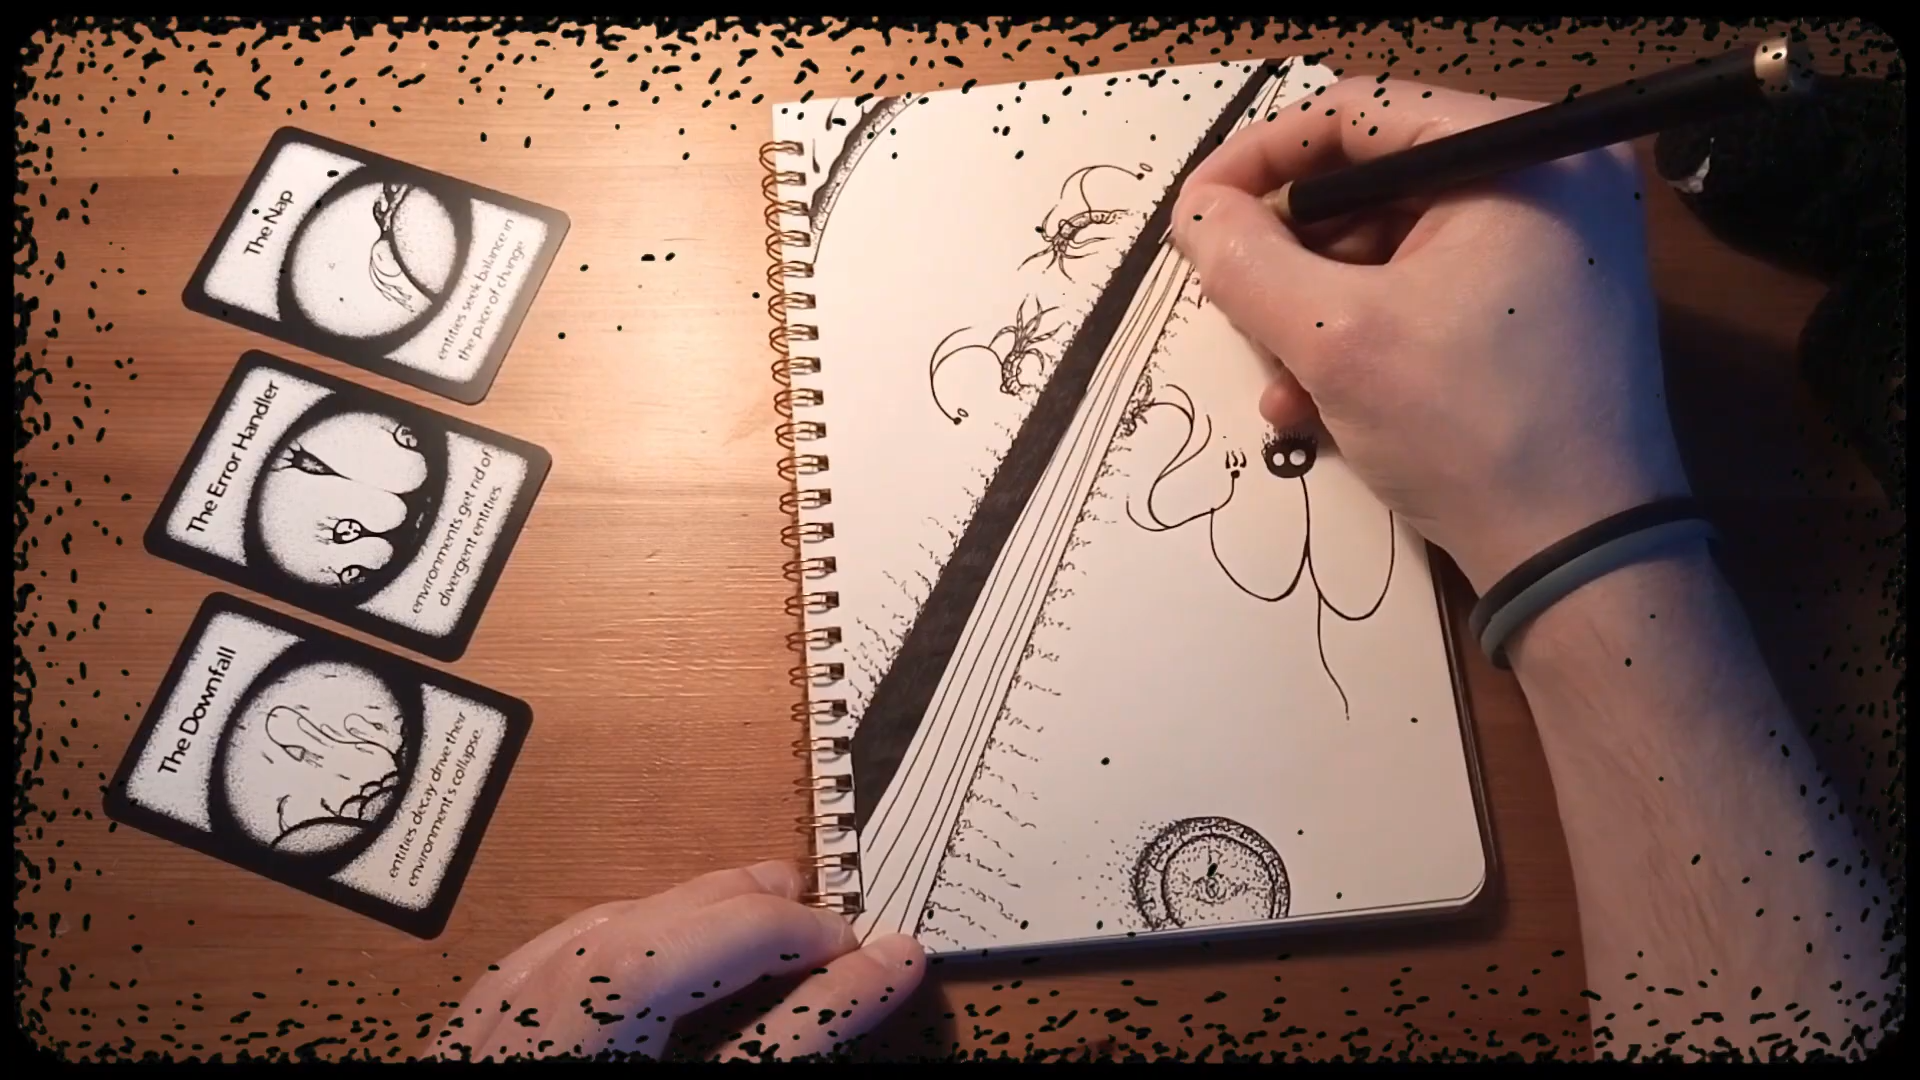 The Nap
entities seek balance in
the pace of change
The Error Handler
environments get rid of
divergent entities.
The Downfall
entities decay drive their
environment's collapse.